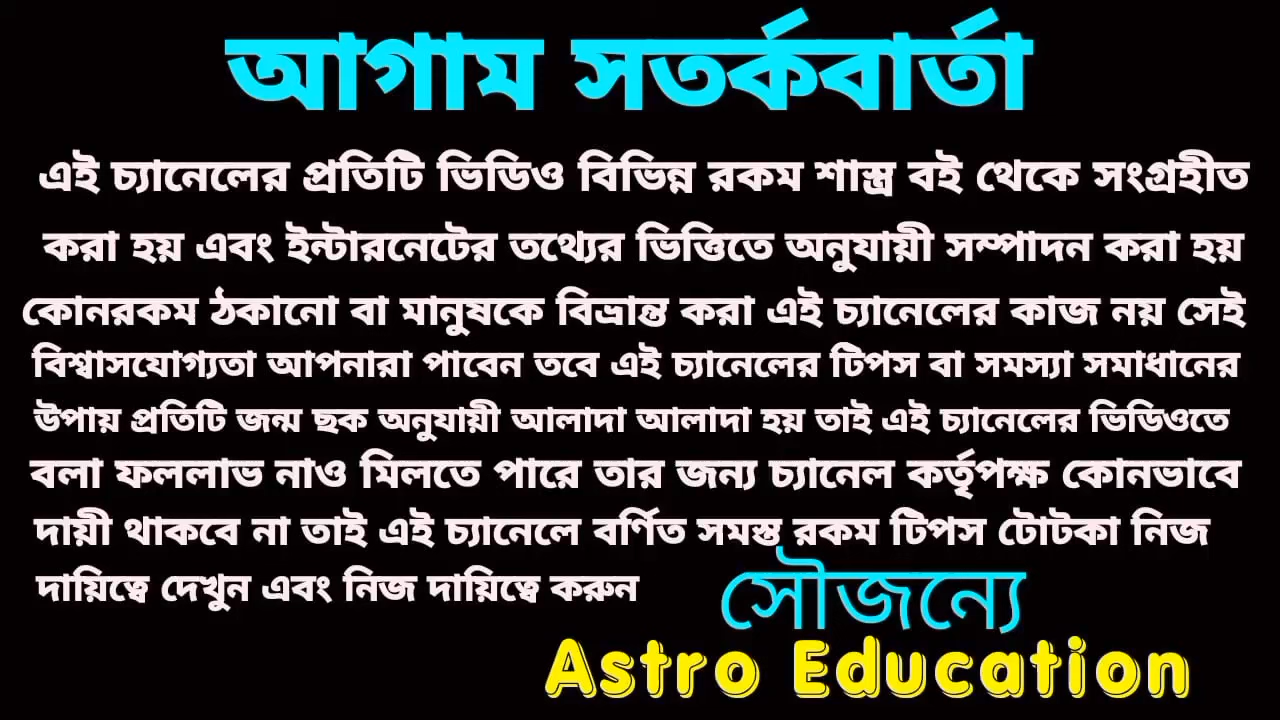 আগাম সতর্কবার্তা
এই চ্যানেলের প্রতিটি ভিডিও বিভিন্ন রকম শাস্ত্র বই থেকে সংগ্রহীত
করা হয় এবং ইন্টারনেটের তথ্যের ভিত্তিতে অনুযায়ী সম্পাদন করা হয়
কোনরকম ঠকানো বা মানুষকে বিভ্রান্ত করা এই চ্যানেলের কাজ নয় সেই
বিশ্বাসযোগ্যতা আপনারা পাবেন তবে এই চ্যানেলের টিপস বা সমস্যা সমাধানের
উপায় প্রতিটি জন্ম ছক অনুযায়ী আলাদা আলাদা হয় তাই এই চ্যানেলের ভিডিওতে
বলা ফললাভ নাও মিলতে পারে তার জন্য চ্যানেল কর্তৃপক্ষ কোনভাবে
দায়ী থাকবে না তাই এই চ্যানেলে বর্ণিত সমস্ত রকম টিপস টোটকা নিজ
দায়িত্বে দেখুন এবং নিজ দায়িত্বে করুন
সৌজন্যে
Astro Education